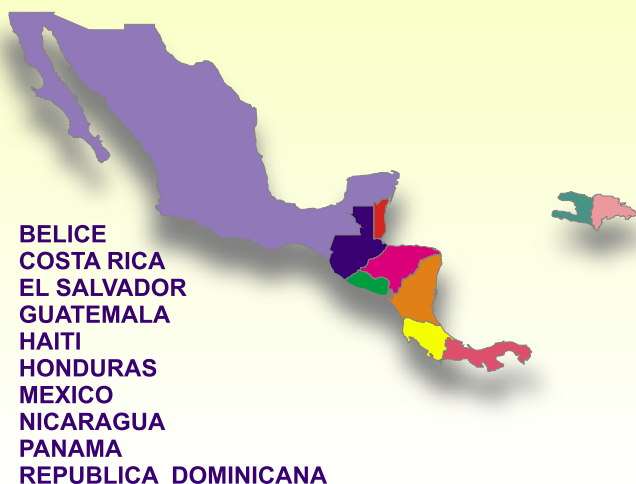 BELICE
COSTA RICA
EL SALVADOR
GUATEMALA
HAITI
HONDURAS
MEXICO
NICARAGUA
PANAMA
REPUBLICA  DOMINICANA